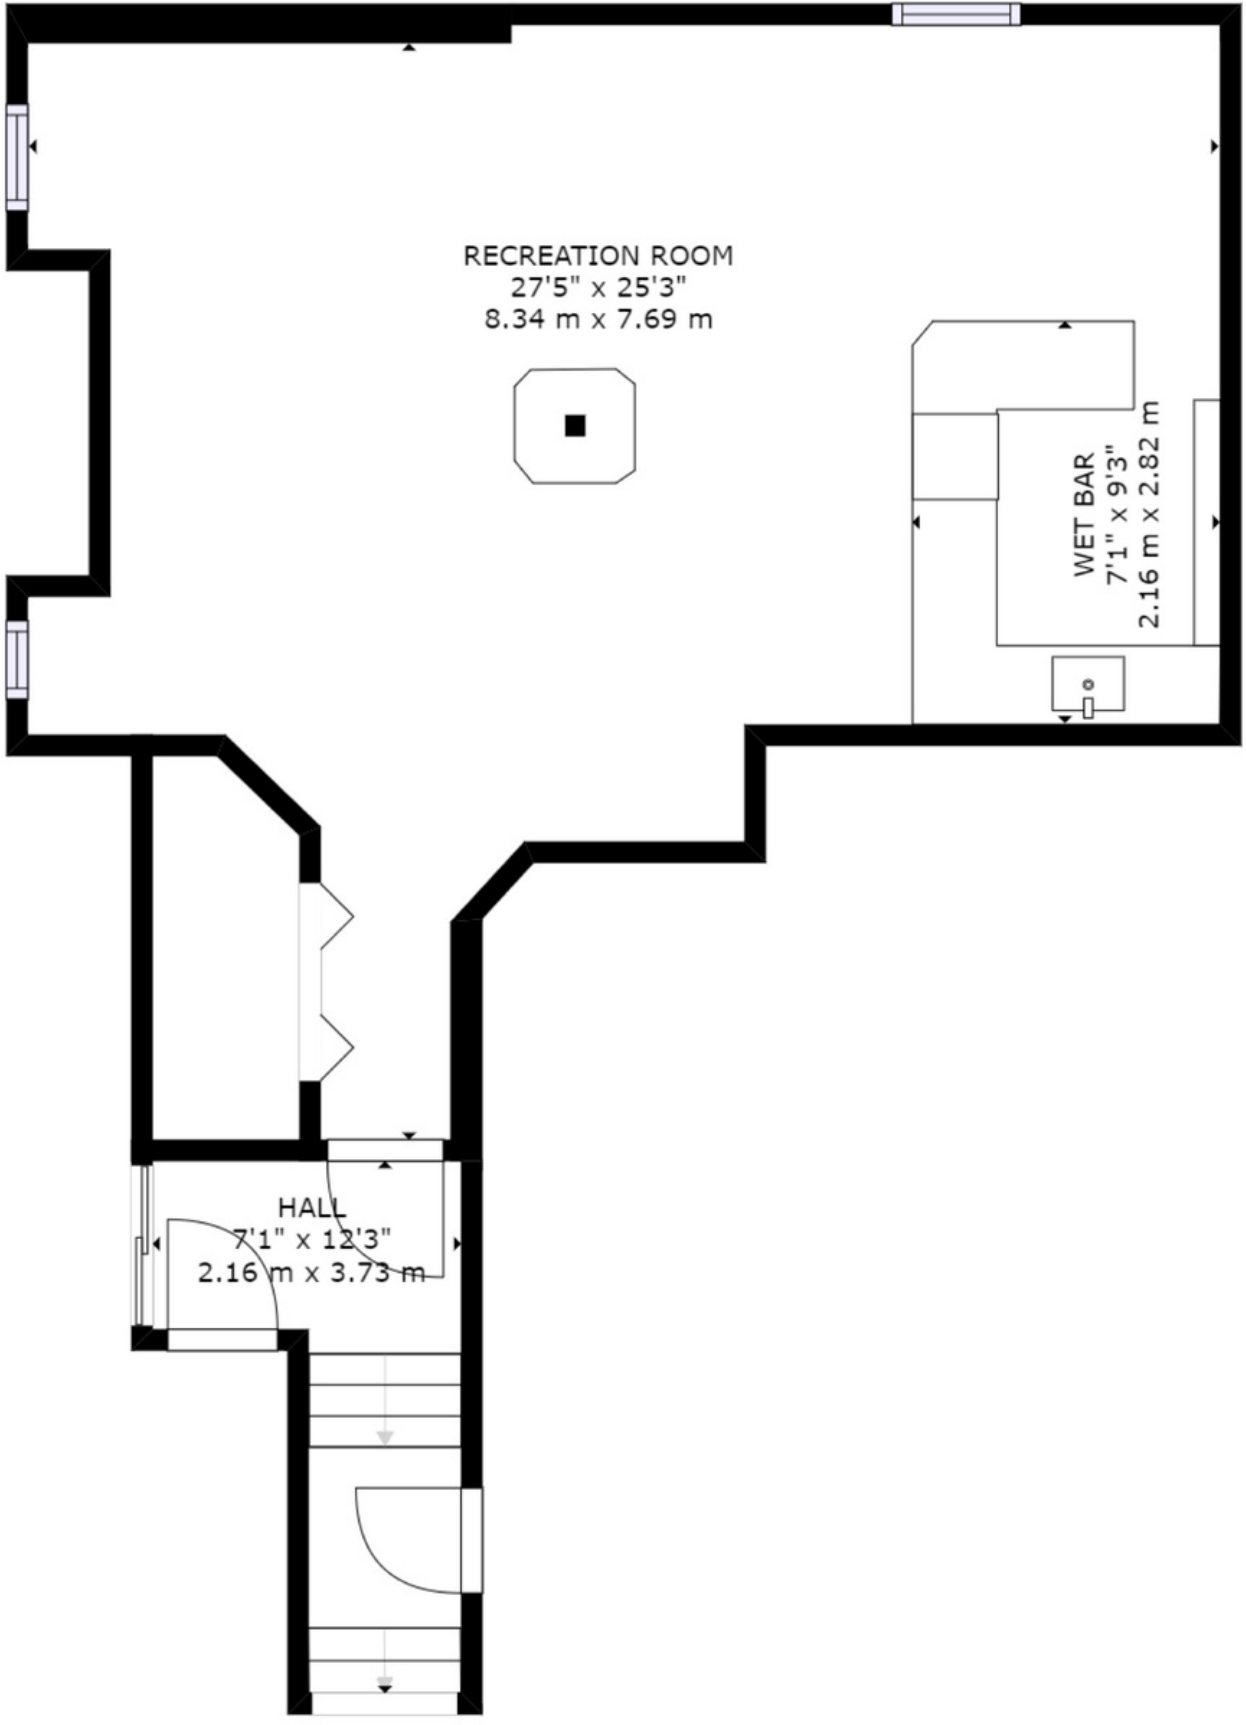 RECREATION ROOM
27'5" x 25'3"
8.34 m x 7.69 m
WET BAR
7'1" x 9'3"
2.16 m x 2.82 m
HALL
7'1" x 12'3"
2.16 m x 3.73 m